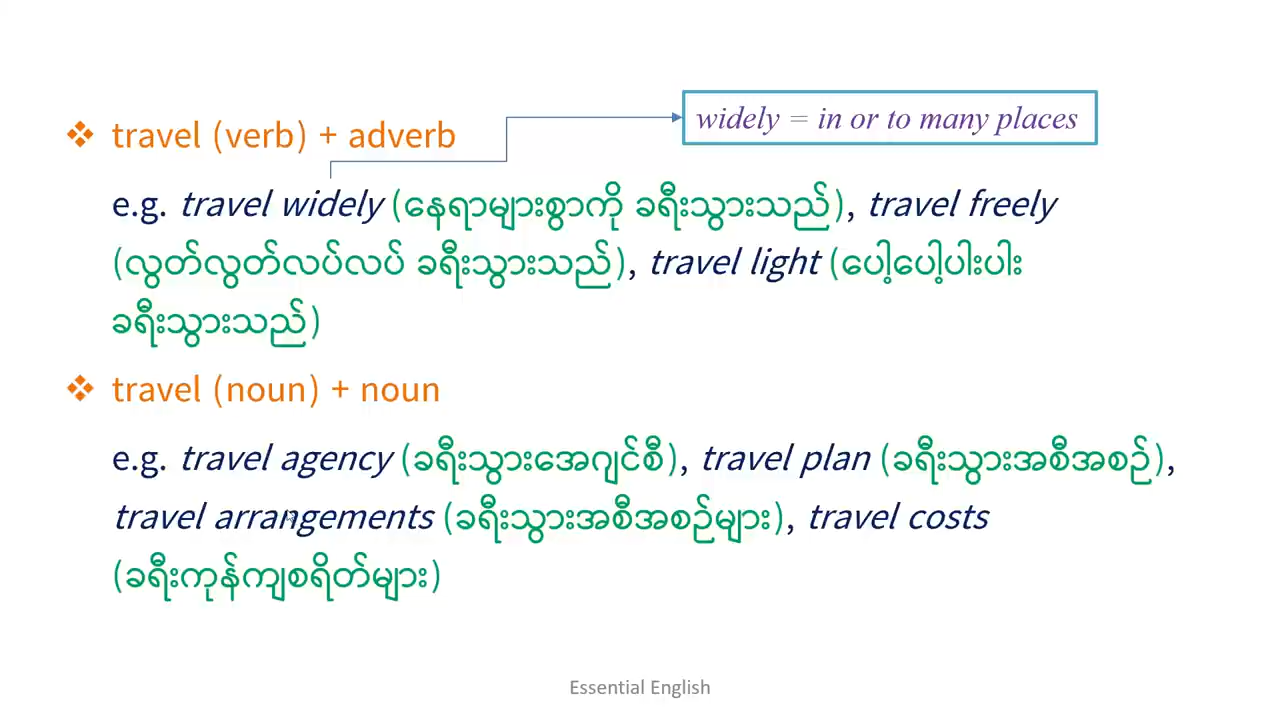 widely = in or to many places
❖ travel (verb) + adverb
e.g. travel widely (နေရာများစွာကို ခရီးသွားသည်), travel freely
(လွတ်လွတ်လပ်လပ် ခရီးသွားသည်), travel light (ပေါ့ပေါ့ပါးပါး
ခရီးသွားသည်)
❖ travel (noun) + noun
e.g. travel agency (ခရီးသွားအေဂျင်စီ), travel plan (ခရီးသွားအစီအစဉ်),
travel arrangements (ခရီးသွားအစီအစဉ်များ), travel costs
(ခရီးကုန်ကျစရိတ်များ)
Essential English